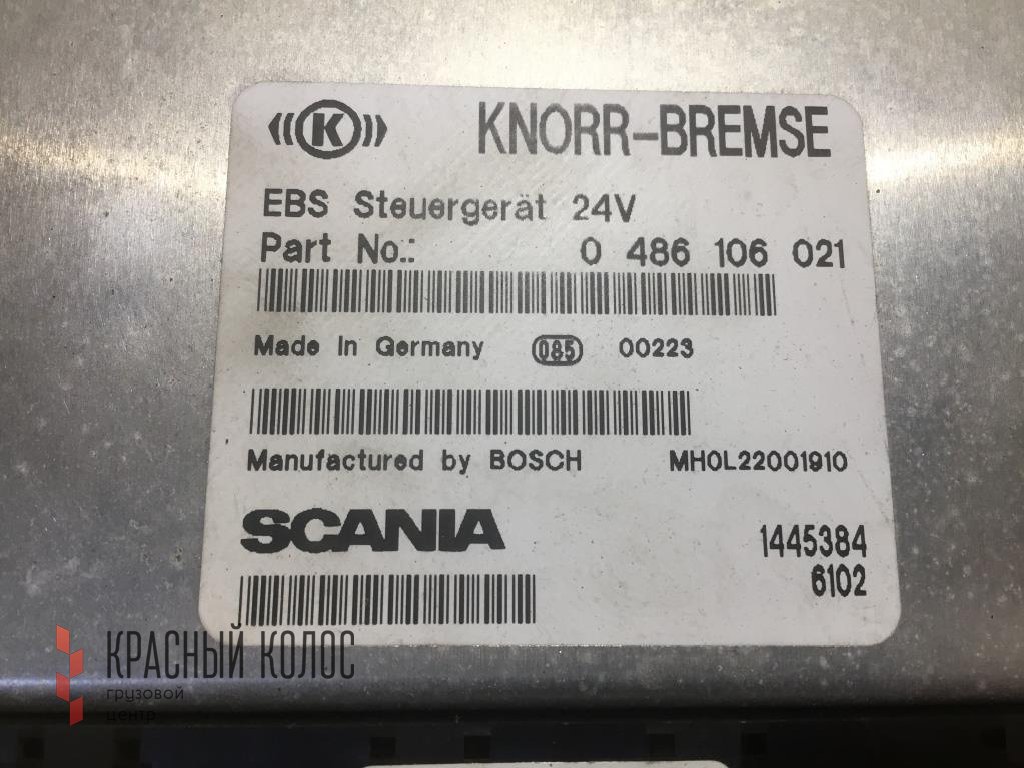 K KNORR-BREMSE
EBS Steuergerät 24V
Part No.: 0 486 106 021
Made In Germany 085 00223
Manufactured by BOSCH MH0L22001910
SCANIA 1445384
6102
КРАСНЫЙ КОЛОС
грузовой
центр